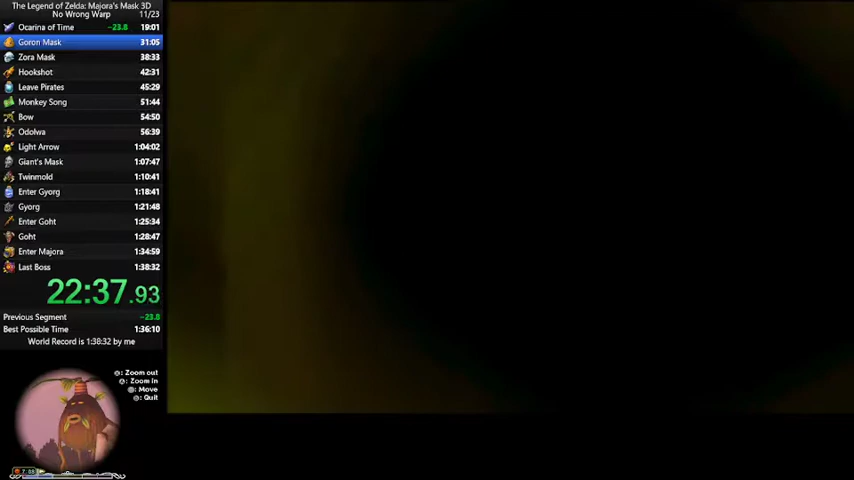 The Legend of Zelda: Majora's Mask 3D
No Wrong Warp 11/23
Ocarina of Time -23.8 19:01
Goron Mask 31:05
Zora Mask 38:33
Hookshot 42:31
Leave Pirates 45:29
Monkey Song 51:44
Bow 54:50
Odolwa 56:39
Light Arrow 1:04:02
Giant's Mask 1:07:47
Twinmold 1:10:41
Enter Gyorg 1:18:41
Gyorg 1:21:48
Enter Goht 1:25:34
Goht 1:28:47
Enter Majora 1:34:59
Last Boss 1:38:32
22:37.93
Previous Segment -23.8
Best Possible Time 1:36:10
World Record is 1:38:32 by me
: Zoom out
: Zoom in
: Move
: Quit